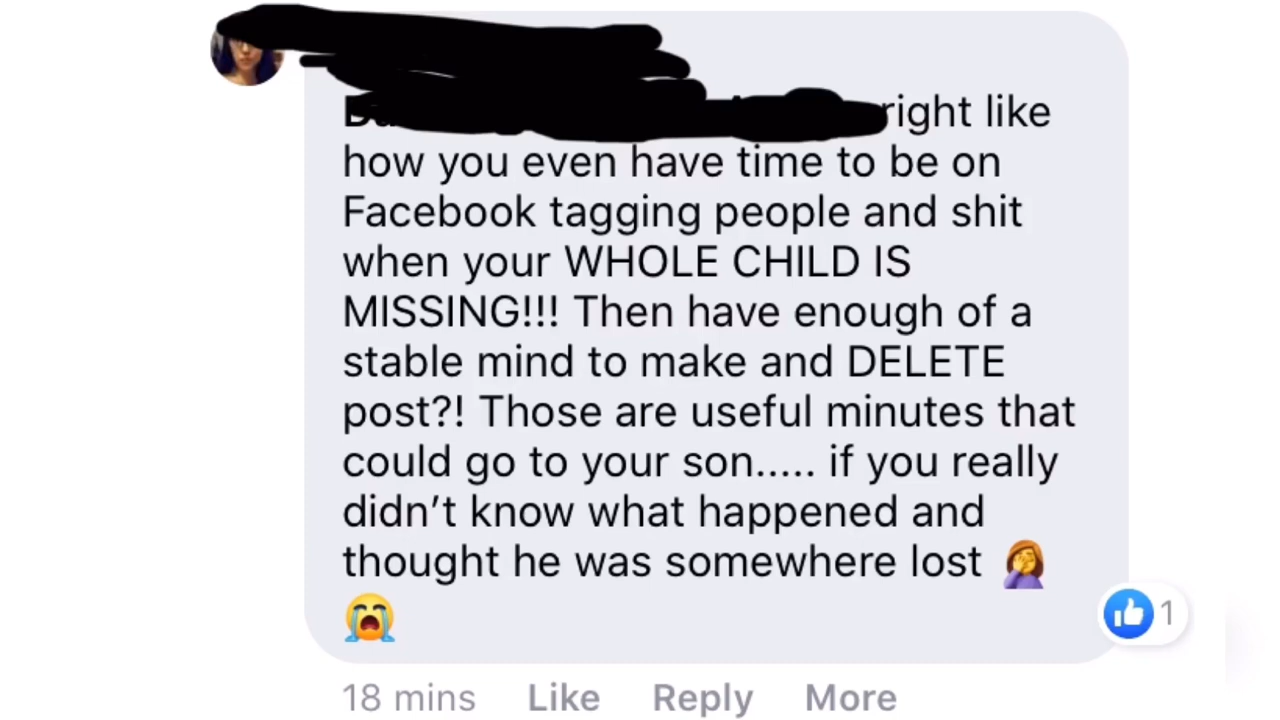 right like
how you even have time to be on
Facebook tagging people and shit
when your WHOLE CHILD IS
MISSING!!! Then have enough of a
stable mind to make and DELETE
post?! Those are useful minutes that
could go to your son..... if you really
didn’t know what happened and
thought he was somewhere lost 🤦‍♀️
😭
1
18 mins Like Reply More